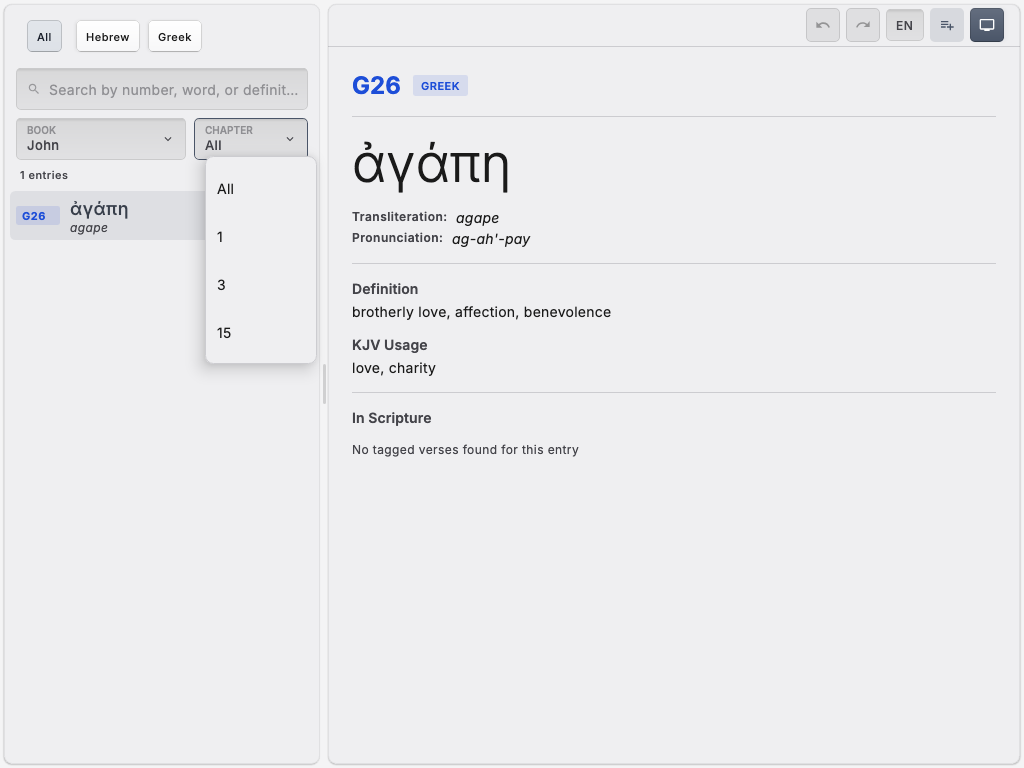 All
Hebrew
Greek
Search by number, word, or definit...
BOOK
John
CHAPTER
All
1 entries
G26
ἀγάπη
agape
All
1
3
15
EN
G26
GREEK
ἀγάπη
Transliteration: agape
Pronunciation: ag-ah'-pay
Definition
brotherly love, affection, benevolence
KJV Usage
love, charity
In Scripture
No tagged verses found for this entry